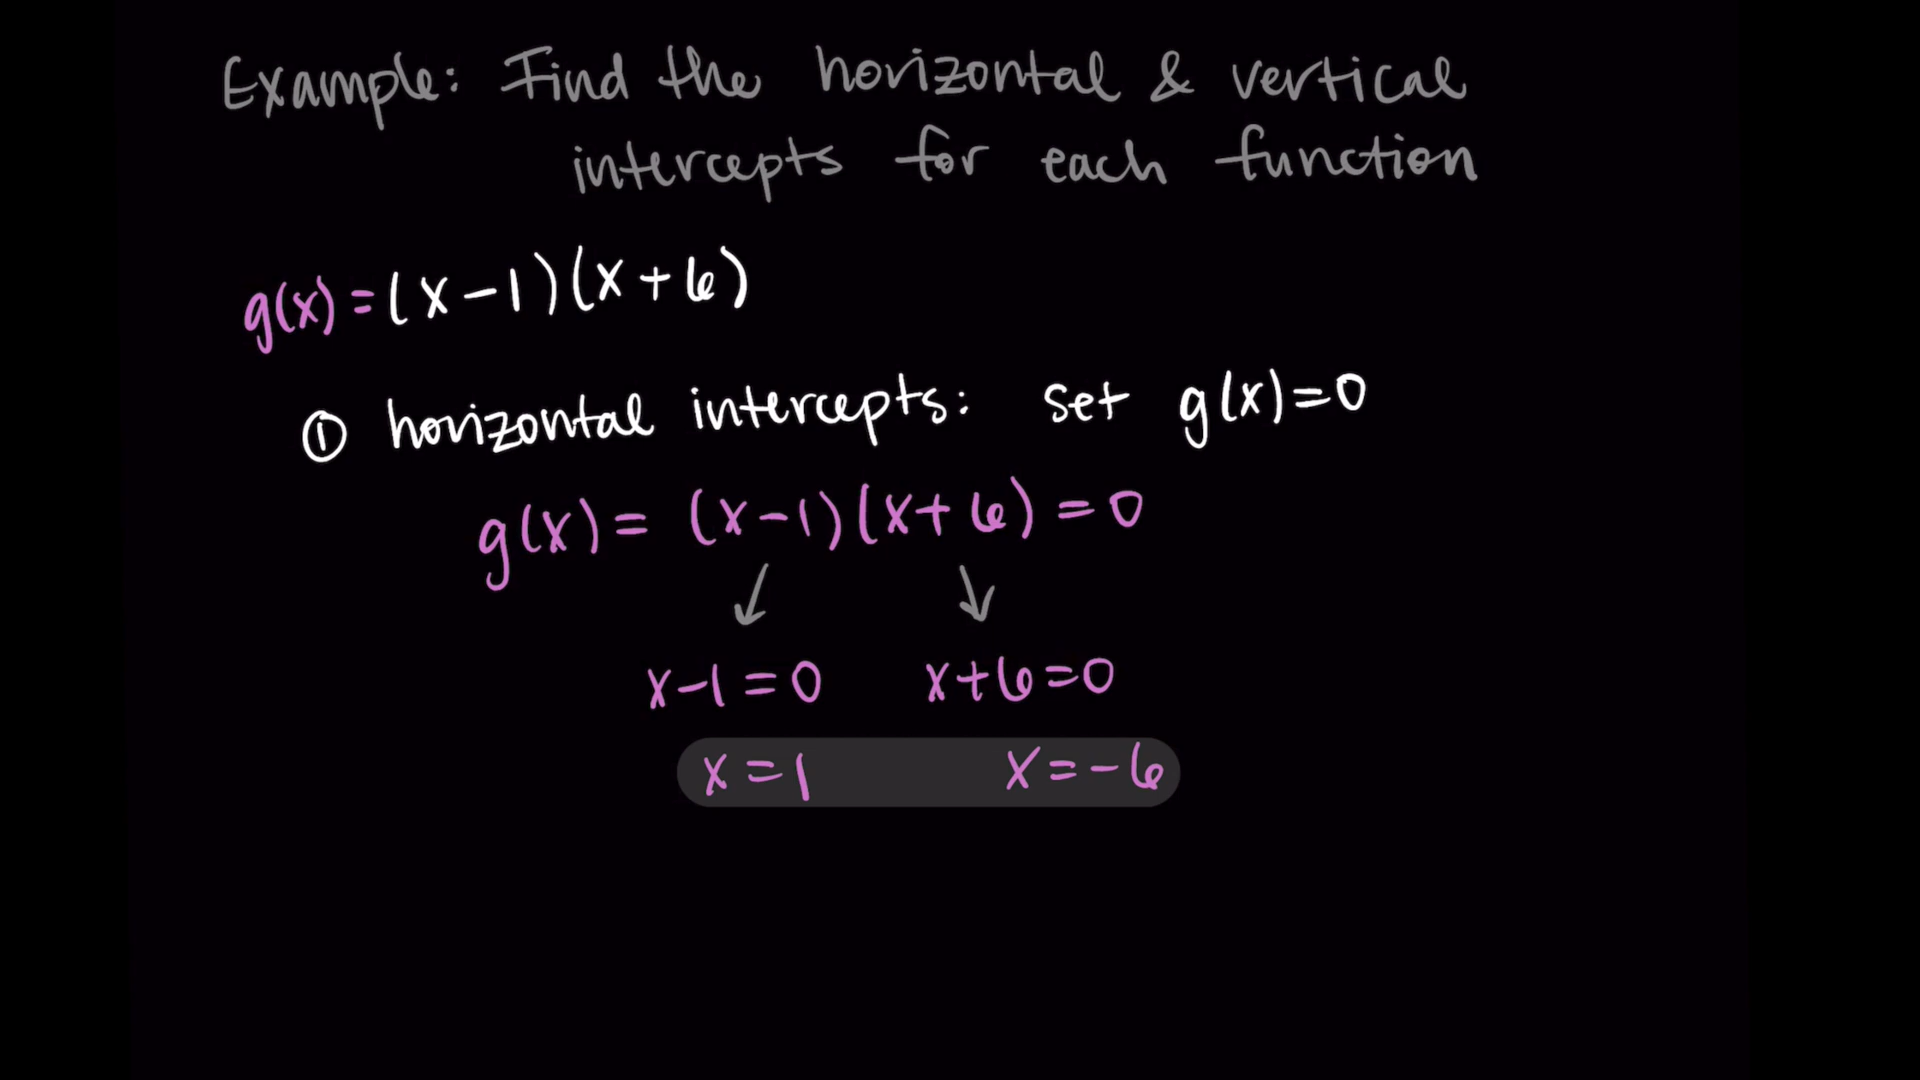 Example: Find the horizontal & vertical
intercepts for each function
g(x) = (x-1)(x+6)
① horizontal intercepts: set g(x)=0
g(x) = (x-1)(x+6) = 0
↙ ↘
x-1=0 x+6=0
x=1 x=-6